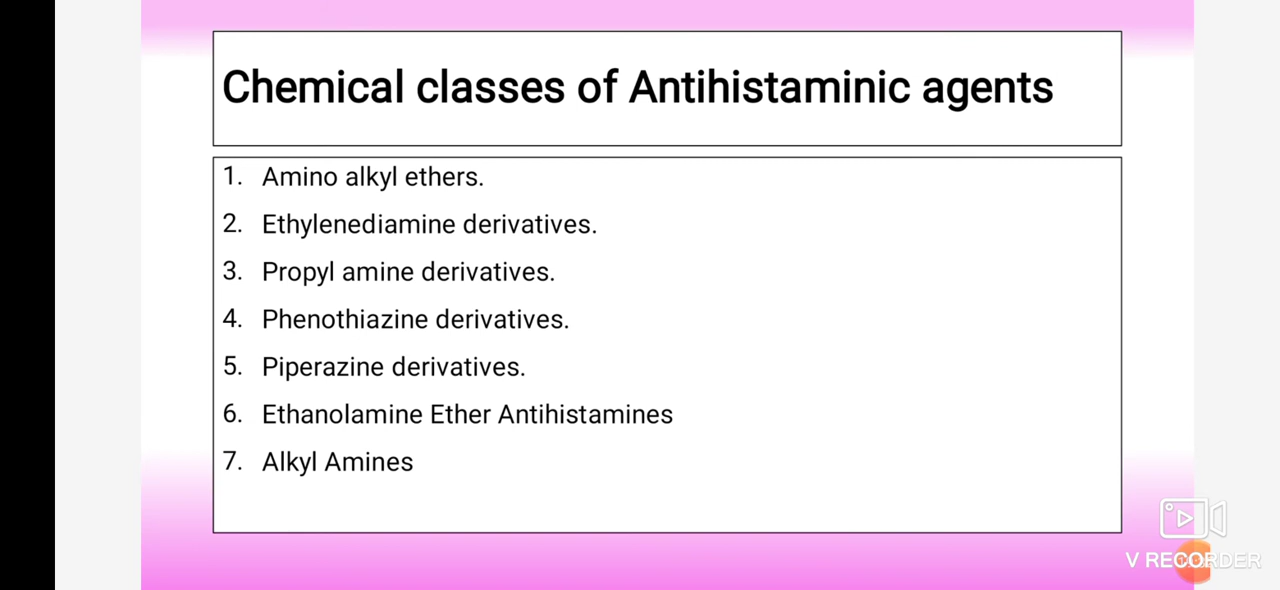 Chemical classes of Antihistaminic agents
1. Amino alkyl ethers.
2. Ethylenediamine derivatives.
3. Propyl amine derivatives.
4. Phenothiazine derivatives.
5. Piperazine derivatives.
6. Ethanolamine Ether Antihistamines
7. Alkyl Amines
V RECORDER